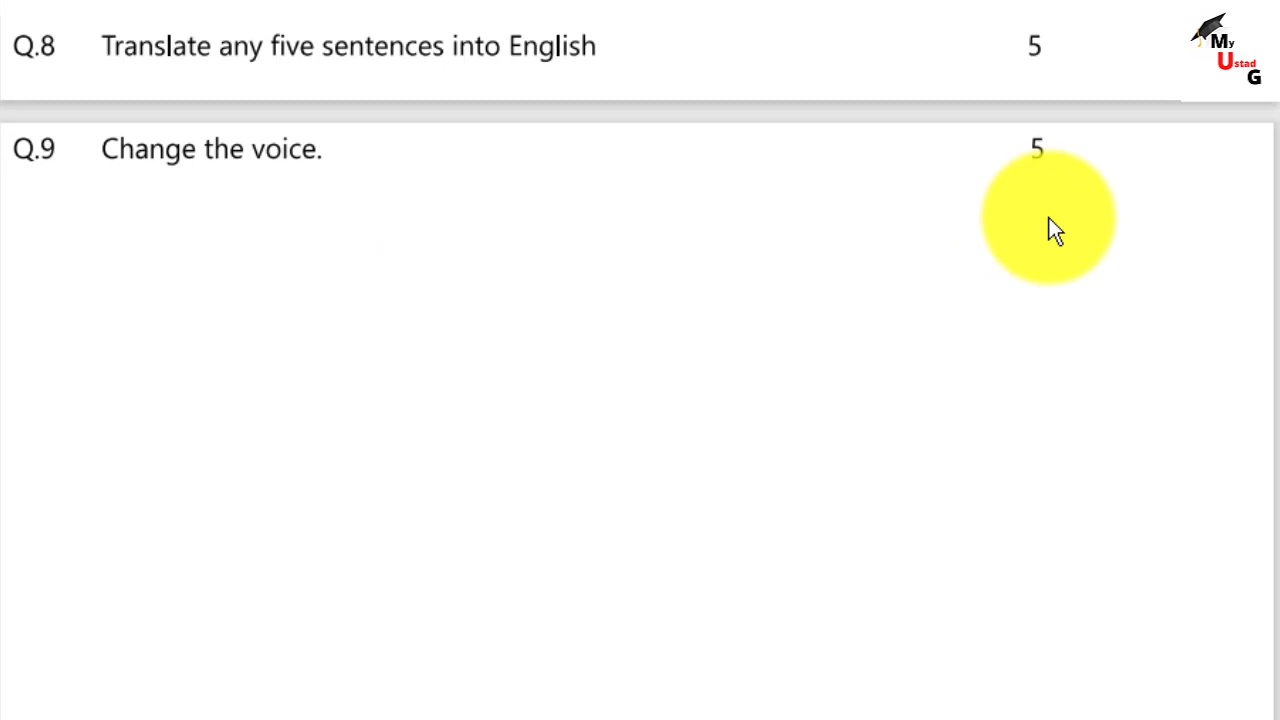 Q.8 Translate any five sentences into English 5
My
Ustad
G
Q.9 Change the voice. 5